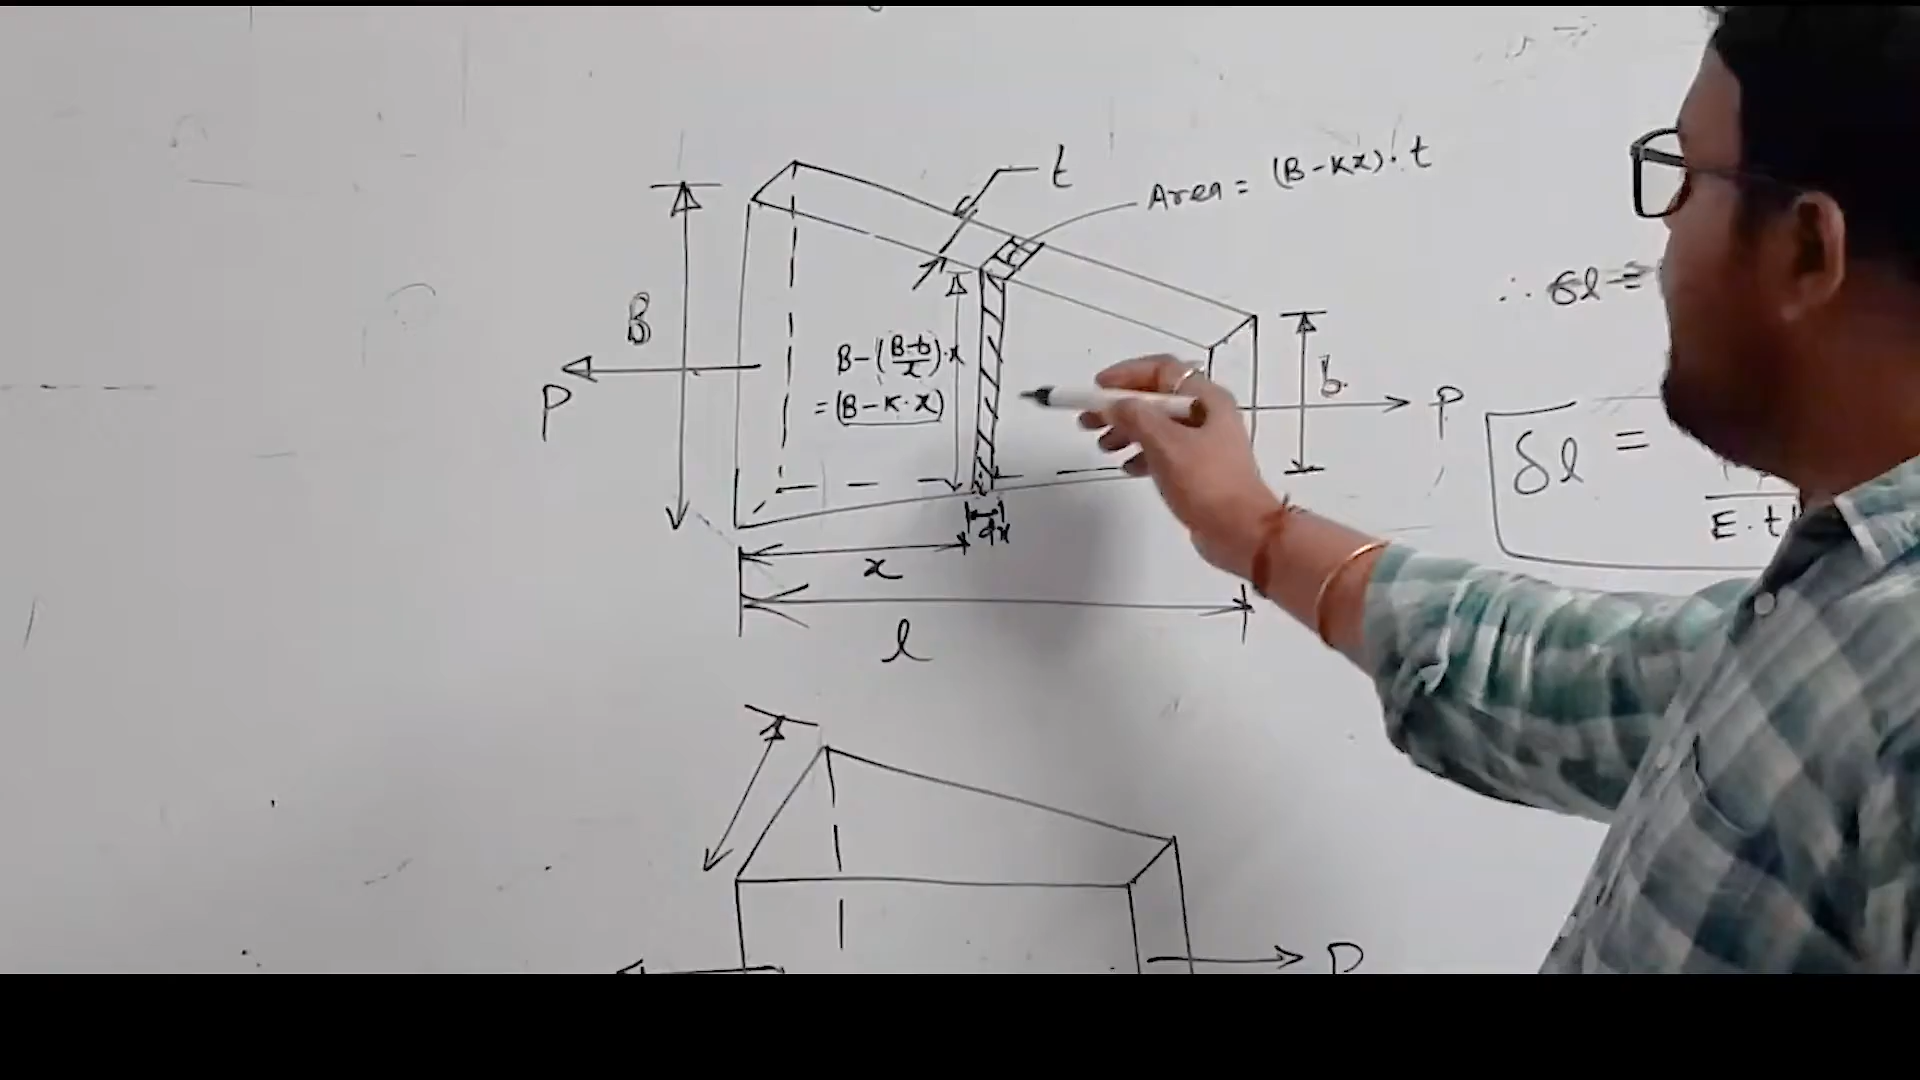 t
Area = (B-Kx)·t
B
B-(B-b/x)·x
=(B-K·x)
P
b.
P
∴ δl =
δl =
E·t
dx
x
l
P